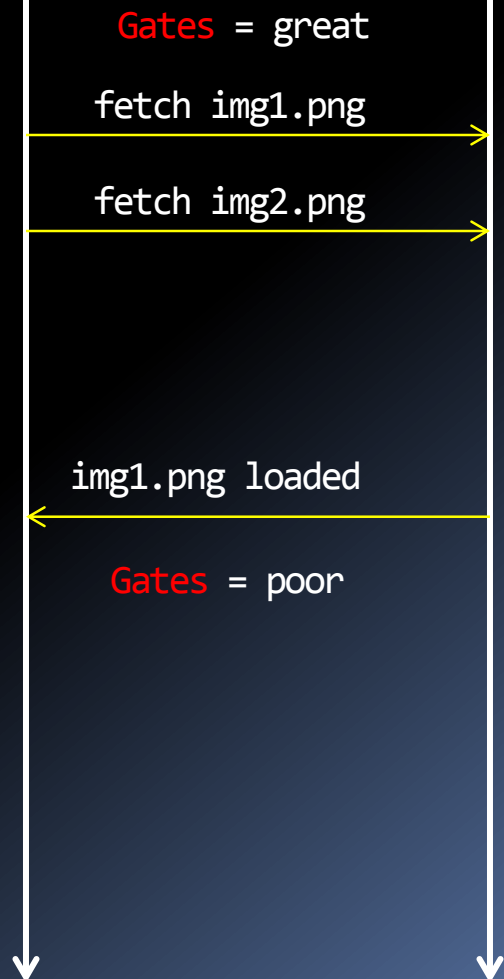 Gates = great
fetch img1.png
fetch img2.png
img1.png loaded
Gates = poor